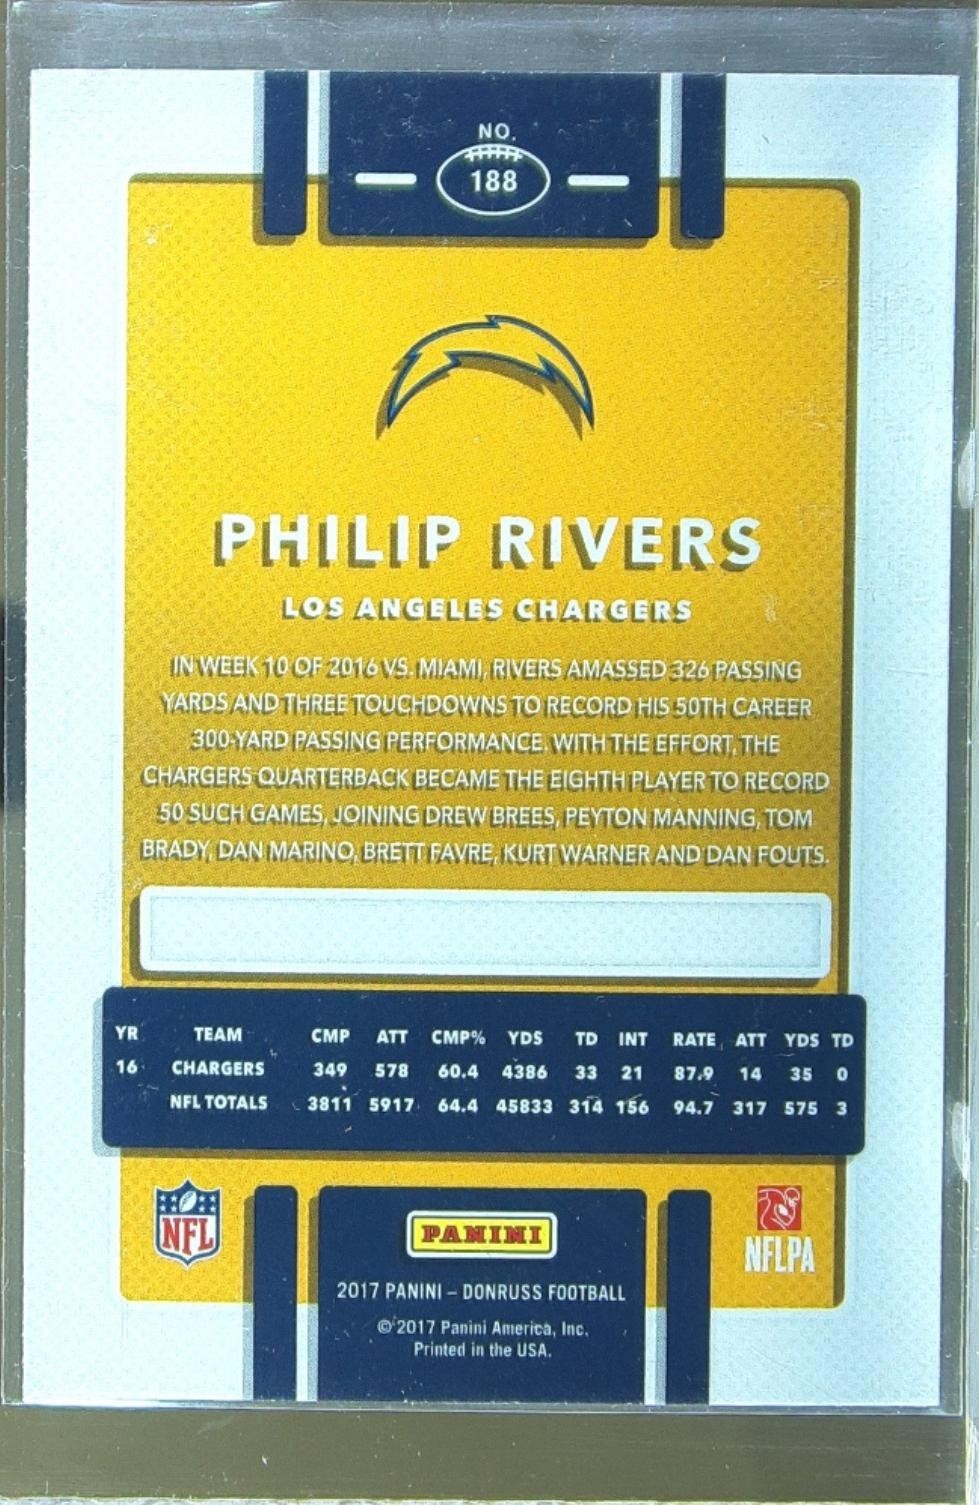 NO.
188
PHILIP RIVERS
LOS ANGELES CHARGERS
IN WEEK 10 OF 2016 VS. MIAMI, RIVERS AMASSED 326 PASSING
YARDS AND THREE TOUCHDOWNS TO RECORD HIS 50TH CAREER
300-YARD PASSING PERFORMANCE. WITH THE EFFORT, THE
CHARGERS QUARTERBACK BECAME THE EIGHTH PLAYER TO RECORD
50 SUCH GAMES, JOINING DREW BREES, PEYTON MANNING, TOM
BRADY, DAN MARINO, BRETT FAVRE, KURT WARNER AND DAN FOUTS.
YR TEAM CMP ATT CMP% YDS TD INT RATE ATT YDS TD
16 CHARGERS 349 578 60.4 4386 33 21 87.9 14 35 0
NFL TOTALS 3811 5917 64.4 45833 314 156 94.7 317 575 3
NFL
PANINI
NFLPA
2017 PANINI – DONRUSS FOOTBALL
© 2017 Panini America, Inc.
Printed in the USA.